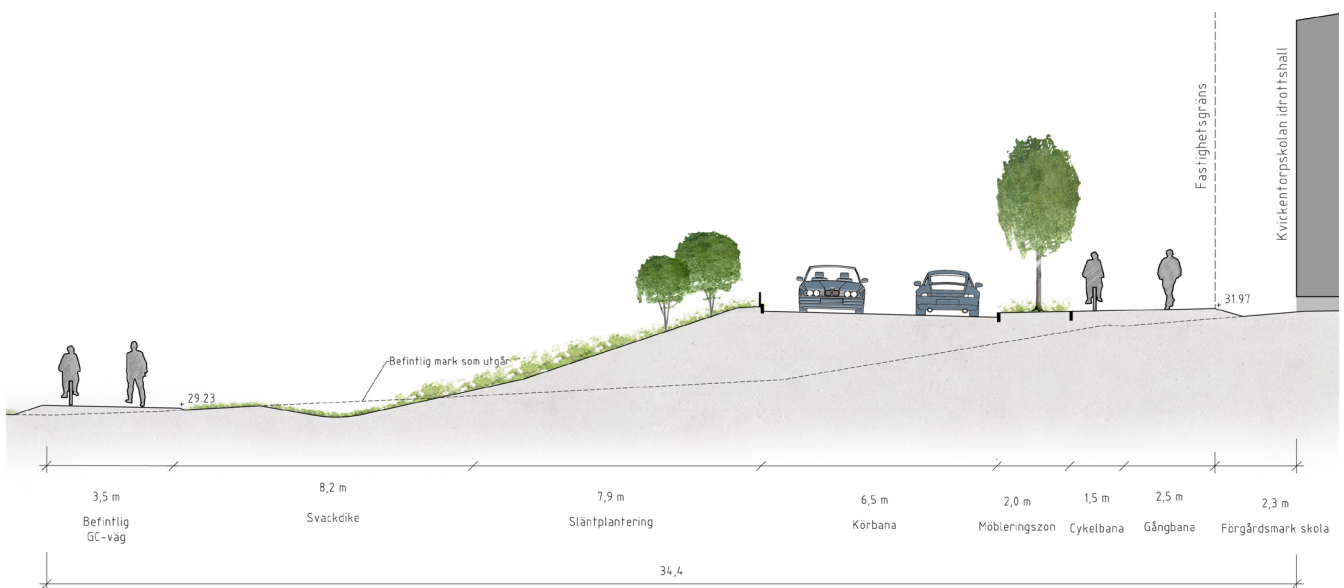 Fastighetsgräns
Kvickentorpskolan idrottshall
31.97
Befintlig mark som utgår
29.23
3,5 m
Befintlig
GC-väg
8,2 m
Svackdike
7,9 m
Släntplantering
6,5 m
Körbana
2,0 m
Möbleringszon
1,5 m
Cykelbana
2,5 m
Gångbana
2,3 m
Förgårdsmark skola
34,4